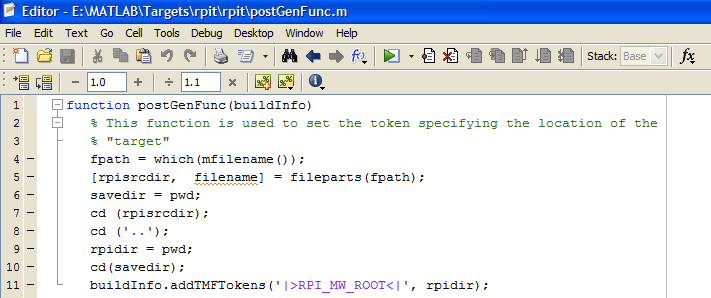 Editor - E:\MATLAB\Targets\rpit\rpit\postGenFunc.m
File Edit Text Go Cell Tools Debug Desktop Window Help
Stack: Base fx
− 1.0 + ÷ 1.1 ×
1 function postGenFunc(buildInfo)
2 % This function is used to set the token specifying the location of the
3 % "target"
4 − fpath = which(mfilename());
5 − [rpisrcdir, filename] = fileparts(fpath);
6 − savedir = pwd;
7 − cd (rpisrcdir);
8 − cd ('..');
9 − rpidir = pwd;
10 − cd(savedir);
11 − buildInfo.addTMFTokens('|>RPI_MW_ROOT<|', rpidir);